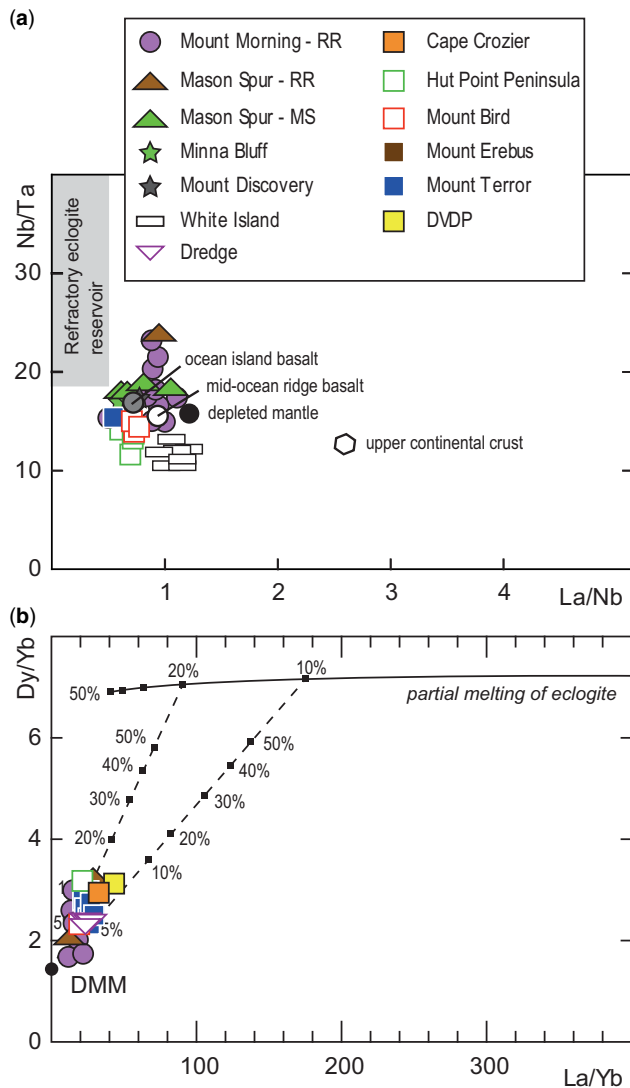 (a)
Mount Morning - RR
Cape Crozier
Mason Spur - RR
Hut Point Peninsula
Mason Spur - MS
Mount Bird
Minna Bluff
Mount Erebus
Mount Discovery
Mount Terror
White Island
DVDP
Dredge
Nb/Ta
Refractory eclogite
reservoir
30
20
10
0
ocean island basalt
mid-ocean ridge basalt
depleted mantle
upper continental crust
1
2
3
4
La/Nb
(b)
Dy/Yb
50%
20%
10%
partial melting of eclogite
6
50%
50%
40%
40%
30%
30%
4
20%
20%
10%
5%
2
DMM
0
100
200
300
La/Yb